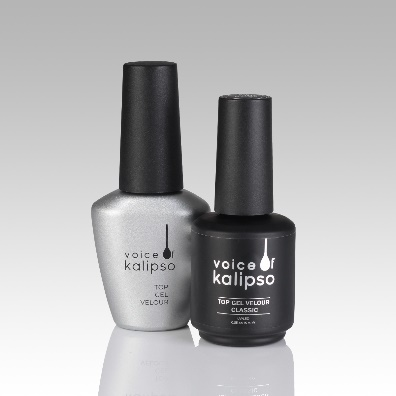 voice of
kalipso
TOP
GEL
VELOUR
voice of
kalipso
TOP GEL VELOUR
CLASSIC